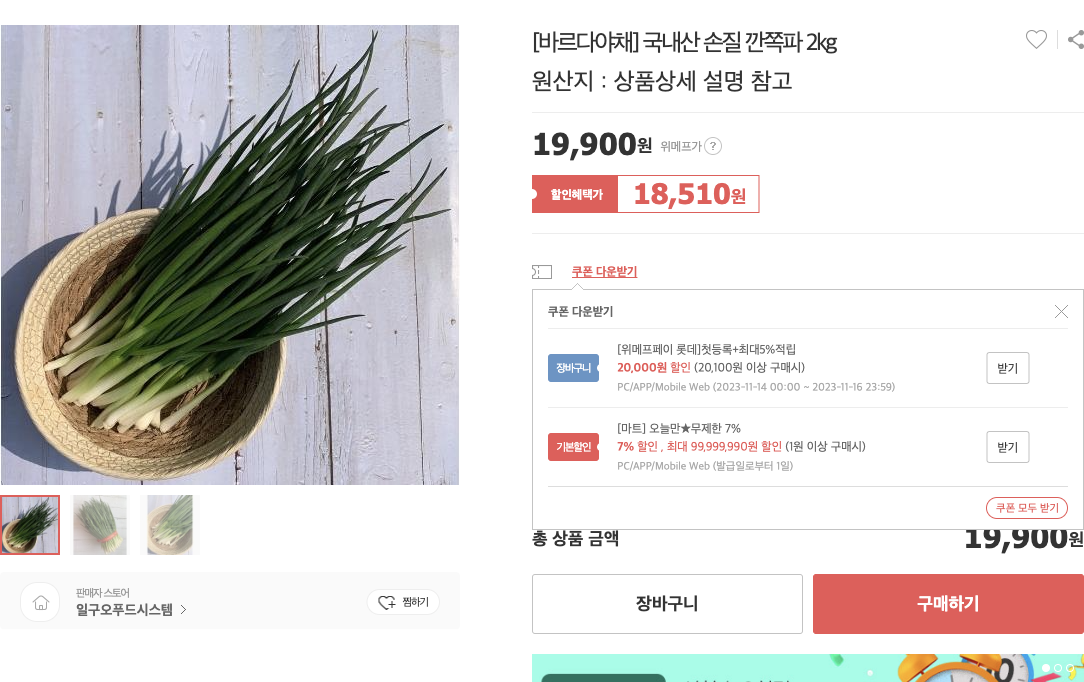 [바르다야채] 국내산 손질 깐쪽파 2kg
원산지 : 상품상세 설명 참고
19,900원 위메프가 ?
할인혜택가 18,510원
쿠폰 다운받기
쿠폰 다운받기
[위메프페이 롯데]첫등록+최대5%적립
장바구니 20,000원 할인 (20,100원 이상 구매시) 받기
PC/APP/Mobile Web (2023-11-14 00:00 ~ 2023-11-16 23:59)
[마트] 오늘만★무제한 7%
기본할인 7% 할인 , 최대 99,999,990원 할인 (1원 이상 구매시) 받기
PC/APP/Mobile Web (발급일로부터 1일)
쿠폰 모두 받기
총 상품 금액 19,900원
장바구니 구매하기
판매자 스토어
일구오푸드시스템 >
찜하기